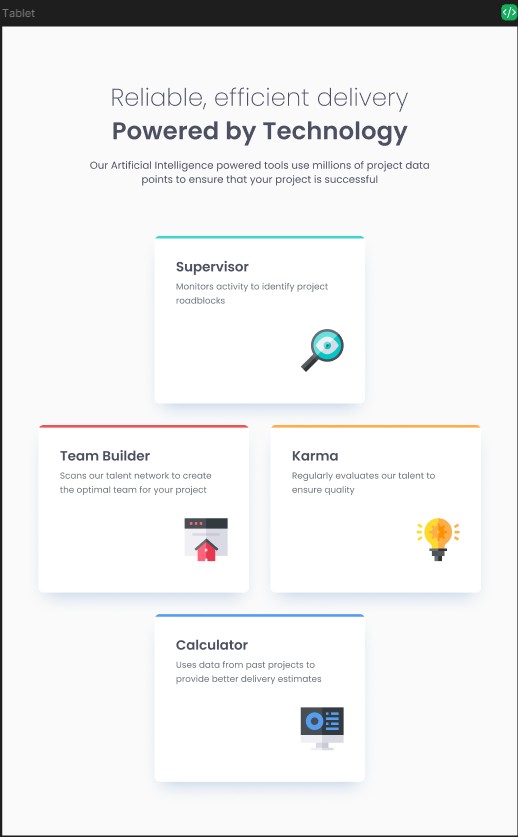 Tablet
</>
Reliable, efficient delivery
Powered by Technology
Our Artificial Intelligence powered tools use millions of project data
points to ensure that your project is successful
Supervisor
Monitors activity to identify project
roadblocks
Team Builder
Scans our talent network to create
the optimal team for your project
Karma
Regularly evaluates our talent to
ensure quality
Calculator
Uses data from past projects to
provide better delivery estimates